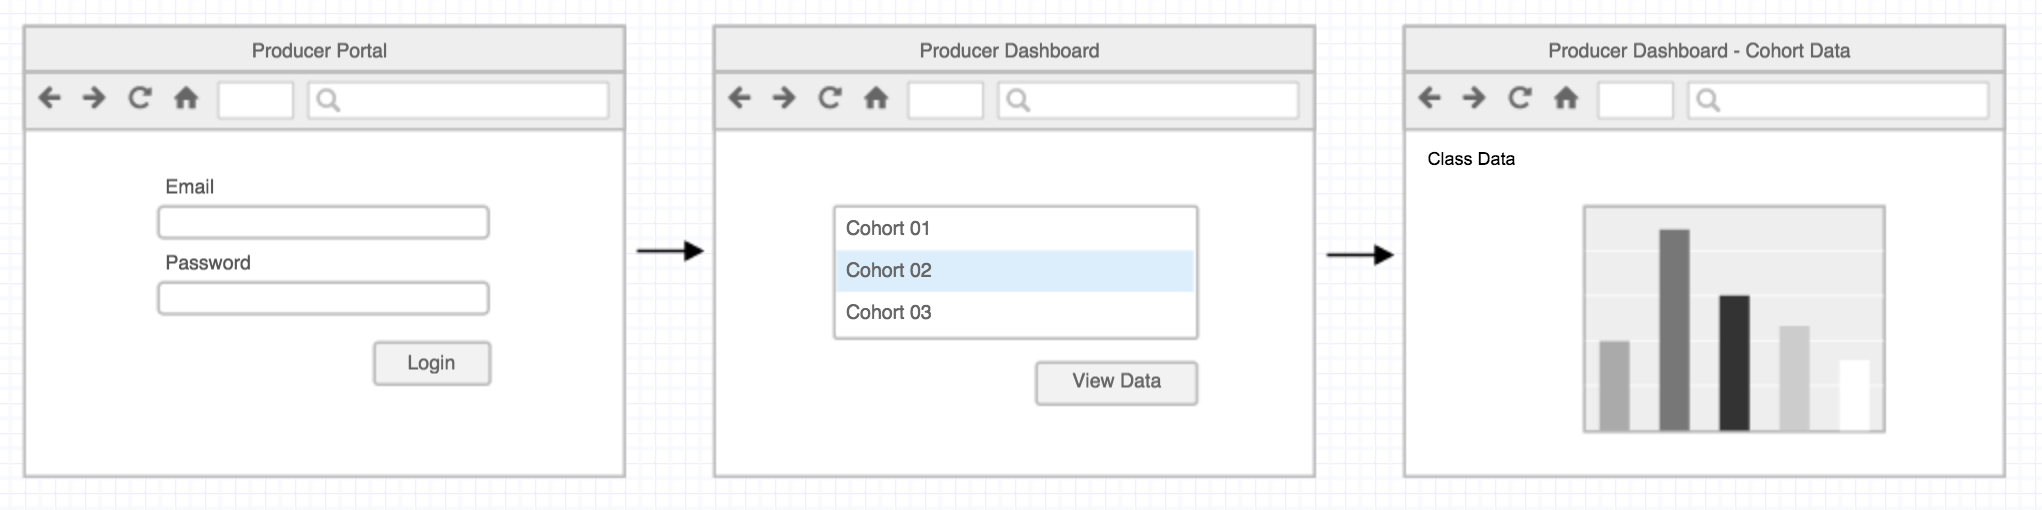 Producer Portal
Email
Password
Login
Producer Dashboard
Cohort 01
Cohort 02
Cohort 03
View Data
Producer Dashboard - Cohort Data
Class Data